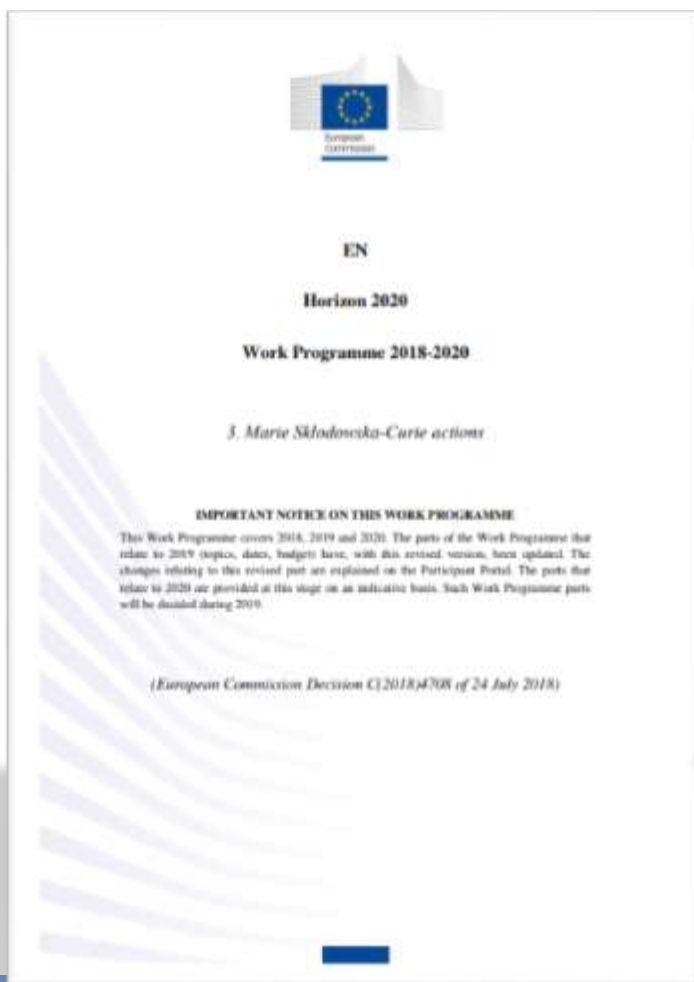 European
Commission
EN
Horizon 2020
Work Programme 2018-2020
3. Marie Skłodowska-Curie actions
IMPORTANT NOTICE ON THIS WORK PROGRAMME
This Work Programme covers 2018, 2019 and 2020. The parts of the Work Programme that
relate to 2019 (topics, dates, budget) have, with this revised version, been updated. The
changes relating to this revised part are explained on the Participant Portal. The parts that
relate to 2020 are provided at this stage on an indicative basis. Such Work Programme parts
will be decided during 2019.
(European Commission Decision C(2018)4708 of 24 July 2018)